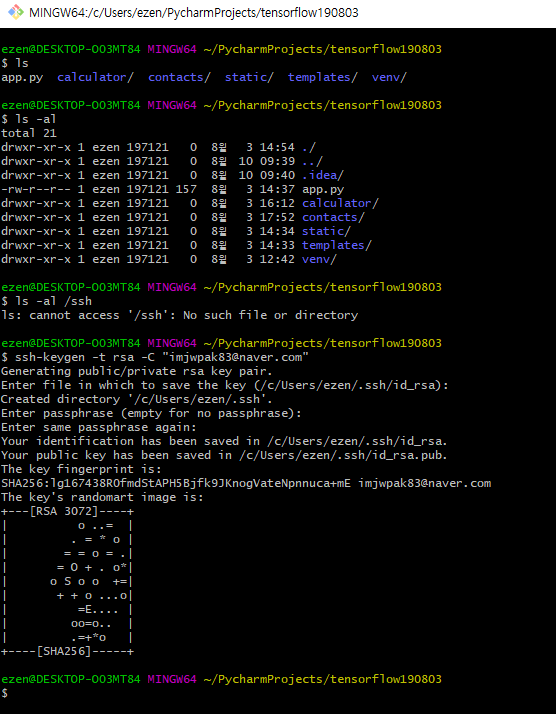 MINGW64:/c/Users/ezen/PycharmProjects/tensorflow190803
ezen@DESKTOP-OO3MT84 MINGW64 ~/PycharmProjects/tensorflow190803
$ ls
app.py  calculator/  contacts/  static/  templates/  venv/
ezen@DESKTOP-OO3MT84 MINGW64 ~/PycharmProjects/tensorflow190803
$ ls -al
total 21
drwxr-xr-x 1 ezen 197121   0  8월   3 14:54 ./
drwxr-xr-x 1 ezen 197121   0  8월  10 09:39 ../
drwxr-xr-x 1 ezen 197121   0  8월  10 09:40 .idea/
-rw-r--r-- 1 ezen 197121 157  8월   3 14:37 app.py
drwxr-xr-x 1 ezen 197121   0  8월   3 16:12 calculator/
drwxr-xr-x 1 ezen 197121   0  8월   3 17:52 contacts/
drwxr-xr-x 1 ezen 197121   0  8월   3 14:34 static/
drwxr-xr-x 1 ezen 197121   0  8월   3 14:33 templates/
drwxr-xr-x 1 ezen 197121   0  8월   3 12:42 venv/
ezen@DESKTOP-OO3MT84 MINGW64 ~/PycharmProjects/tensorflow190803
$ ls -al /ssh
ls: cannot access '/ssh': No such file or directory
ezen@DESKTOP-OO3MT84 MINGW64 ~/PycharmProjects/tensorflow190803
$ ssh-keygen -t rsa -C "imjwpak83@naver.com"
Generating public/private rsa key pair.
Enter file in which to save the key (/c/Users/ezen/.ssh/id_rsa):
Created directory '/c/Users/ezen/.ssh'.
Enter passphrase (empty for no passphrase):
Enter same passphrase again:
Your identification has been saved in /c/Users/ezen/.ssh/id_rsa.
Your public key has been saved in /c/Users/ezen/.ssh/id_rsa.pub.
The key fingerprint is:
SHA256:lg167438ROfmdStAPH5Bjfk9JKnogVateNpnnuca+mE imjwpak83@naver.com
The key's randomart image is:
+---[RSA 3072]----+
|          o ..=  |
|         . = * o |
|        = = o = .|
|       = O + . o*|
|      o S o o  +=|
|       + + o ...o|
|          =E.... |
|         oo=o..  |
|         .=+*o   |
+----[SHA256]-----+
ezen@DESKTOP-OO3MT84 MINGW64 ~/PycharmProjects/tensorflow190803
$